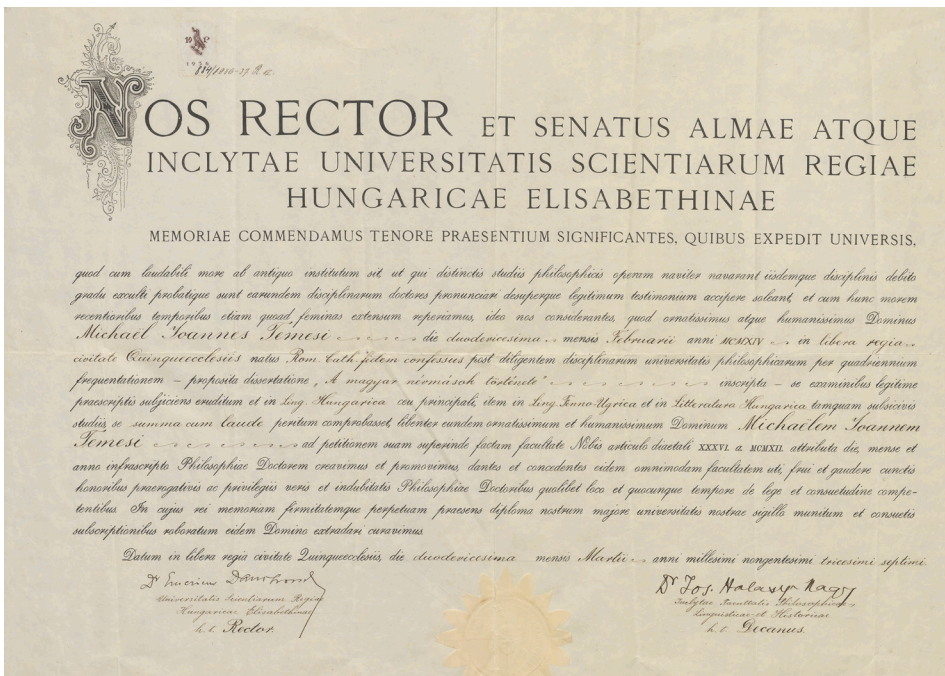 1934
884/1936-37 R. sz.
NOS RECTOR ET SENATUS ALMAE ATQUE
INCLYTAE UNIVERSITATIS SCIENTIARUM REGIAE
HUNGARICAE ELISABETHINAE
MEMORIAE COMMENDAMUS TENORE PRAESENTIUM SIGNIFICANTES, QUIBUS EXPEDIT UNIVERSIS,
quod cum laudabili more ab antiquo institutum sit, ut qui distinctis studiis philosophicis operam naviter navarant iisdemque disciplinis debito
gradu exculti probatique sunt earundem disciplinarum doctores pronunciari desuperque legitimum testimonium accipere soleant, et cum hunc morem
recentioribus temporibus etiam quoad feminas extensum reperiamus, ideo nos considerantes, quod ornatissimus atque humanissimus Dominus
Michaël Ioannes Temesi die duodevicesima mensis Februarii anni MCMXIV in libera regia
civitate Quinqueecclesiis natus Rom. Cath. fidem confessus post diligentem disciplinarum universitatis philosophicarum per quadriennium
frequentationem – proposita dissertatione „A magyar nérmások története" inscripta – se examinibus legitime
praescriptis subjiciens eruditum et in Ling. Hungarica ceu principale, item in Ling. Fenno-Ugrica et in Litteratura Hungarica tamquam subsicivis
studiis, se summa cum laude peritum comprobasset, libenter eundem ornatissimum et humanissimum Dominum Michaëlem Ioannem
Temesi ad petitionem suam superinde factam facultate Nobis articulo diaetali XXXVI. a. MCMXII. attributa die, mense et
anno infrascripto Philosophiae Doctorem creavimus et promovimus, dantes et concedentes eidem omnimodam facultatem uti, frui et gaudere cunctis
honoribus praerogativis ac privilegiis veris et indubitatis Philosophiae Doctoribus quolibet loco et quocunque tempore de lege et consuetudine compe-
tentibus. In cujus rei memoriam firmitatemque perpetuam praesens diploma nostrum majore universitatis nostrae sigillo munitum et consuetis
subscriptionibus roboratum eidem Domino extradari curavimus.
Datum in libera regia civitate Quinqueecclesiis, die duodevicesima mensis Martii anni millesimi nongentesimi tricesimi septimi.
Dr Emericus
Universitatis Scientiarum Regiae
Hungaricae Elisabethinae
h. t. Rector.
Dr Jos. Halasy-Nagy
Inclytae Facultatis Philosophicae
Linguisticae et Historicae
h. t. Decanus.